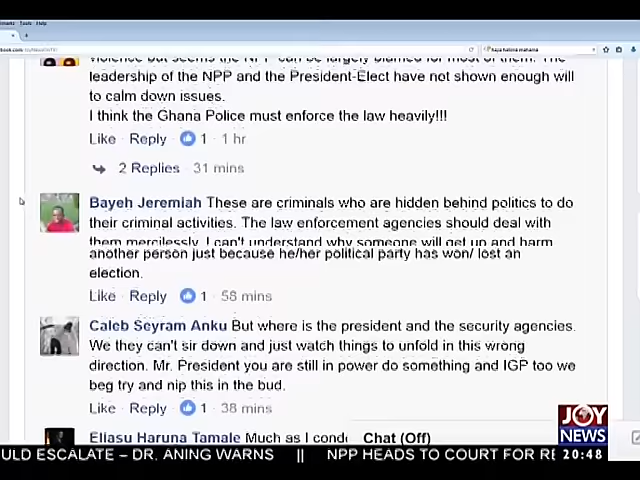 Tools Help
violence but seems the NPP can be largely blamed for most of them. The
leadership of the NPP and the President-Elect have not shown enough will
to calm down issues.
I think the Ghana Police must enforce the law heavily!!!
Like · Reply · 1 · 1 hr
2 Replies · 31 mins
Bayeh Jeremiah These are criminals who are hidden behind politics to do
their criminal activities. The law enforcement agencies should deal with
them mercilessly. I can't understand why someone will get up and harm
another person just because he/her political party has won/ lost an
election.
Like · Reply · 1 · 58 mins
Caleb Seyram Anku But where is the president and the security agencies.
We they can't sir down and just watch things to unfold in this wrong
direction. Mr. President you are still in power do something and IGP too we
beg try and nip this in the bud.
Like · Reply · 1 · 38 mins
Eliasu Haruna Tamale Much as I cond
Chat (Off)
JOY
NEWS
ULD ESCALATE – DR. ANING WARNS || NPP HEADS TO COURT FOR RE
20:48